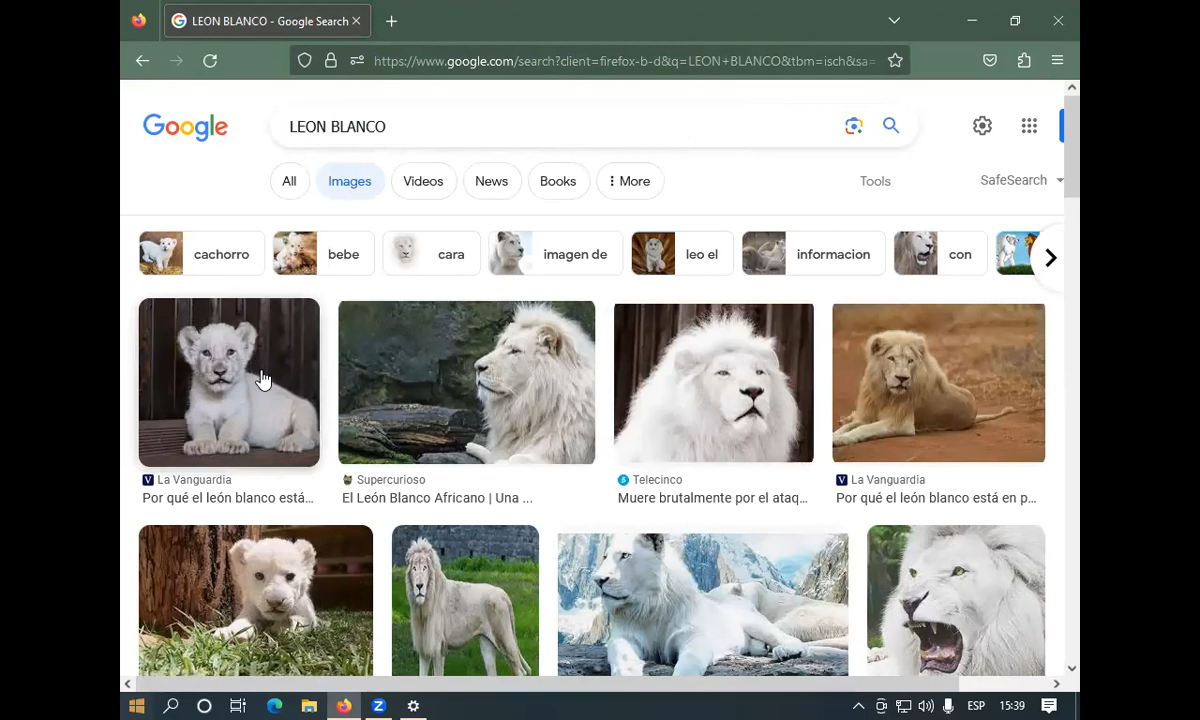 LEON BLANCO - Google Search
https://www.google.com/search?client=firefox-b-d&q=LEON+BLANCO&tbm=isch&sa=
Google
LEON BLANCO
All
Images
Videos
News
Books
More
Tools
SafeSearch
cachorro
bebe
cara
imagen de
leo el
informacion
con
La Vanguardia
Por qué el león blanco está...
Supercurioso
El León Blanco Africano | Una ...
Telecinco
Muere brutalmente por el ataq...
La Vanguardia
Por qué el león blanco está en p...
ESP
15:39